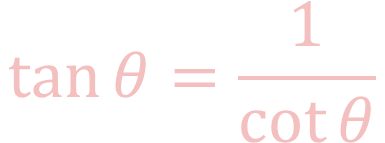 tan θ = 1 / cot θ